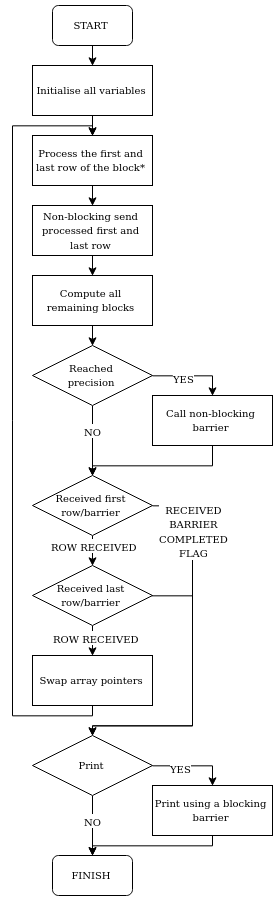 START
Initialise all variables
Process the first and
last row of the block*
Non-blocking send
processed first and
last row
Compute all
remaining blocks
Reached
precision
YES
Call non-blocking
barrier
NO
Received first
row/barrier
RECEIVED
BARRIER
COMPLETED
FLAG
ROW RECEIVED
Received last
row/barrier
ROW RECEIVED
Swap array pointers
Print
YES
Print using a blocking
barrier
NO
FINISH